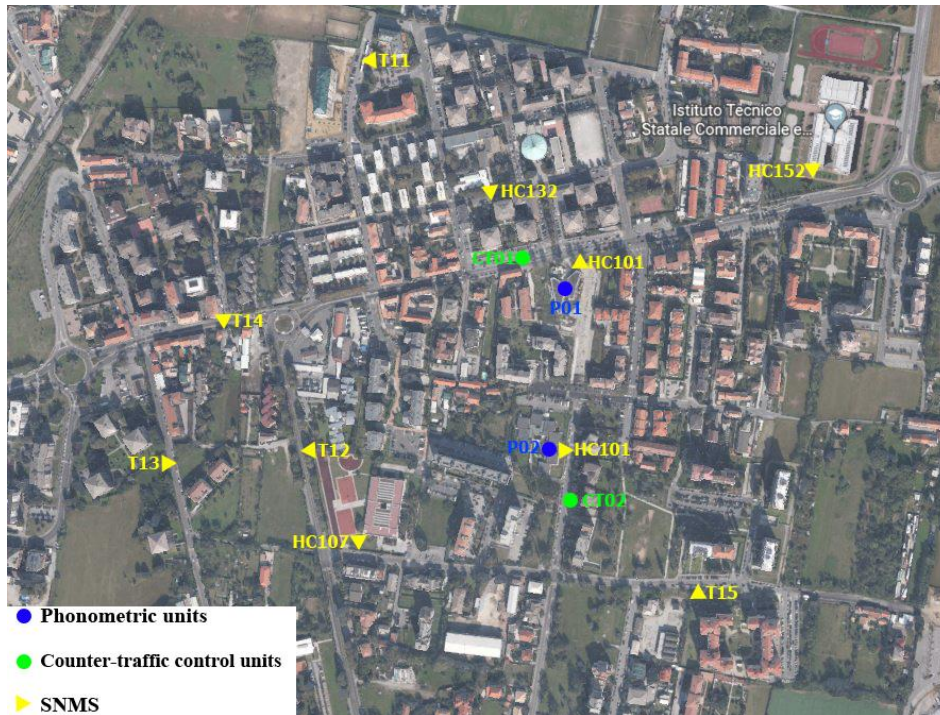 T11
Istituto Tecnico
Statale Commerciale e...
HC152
HC132
CT01
HC101
P01
T14
T13
T12
P02
HC101
CT02
HC107
T15
Phonometric units
Counter-traffic control units
SNMS